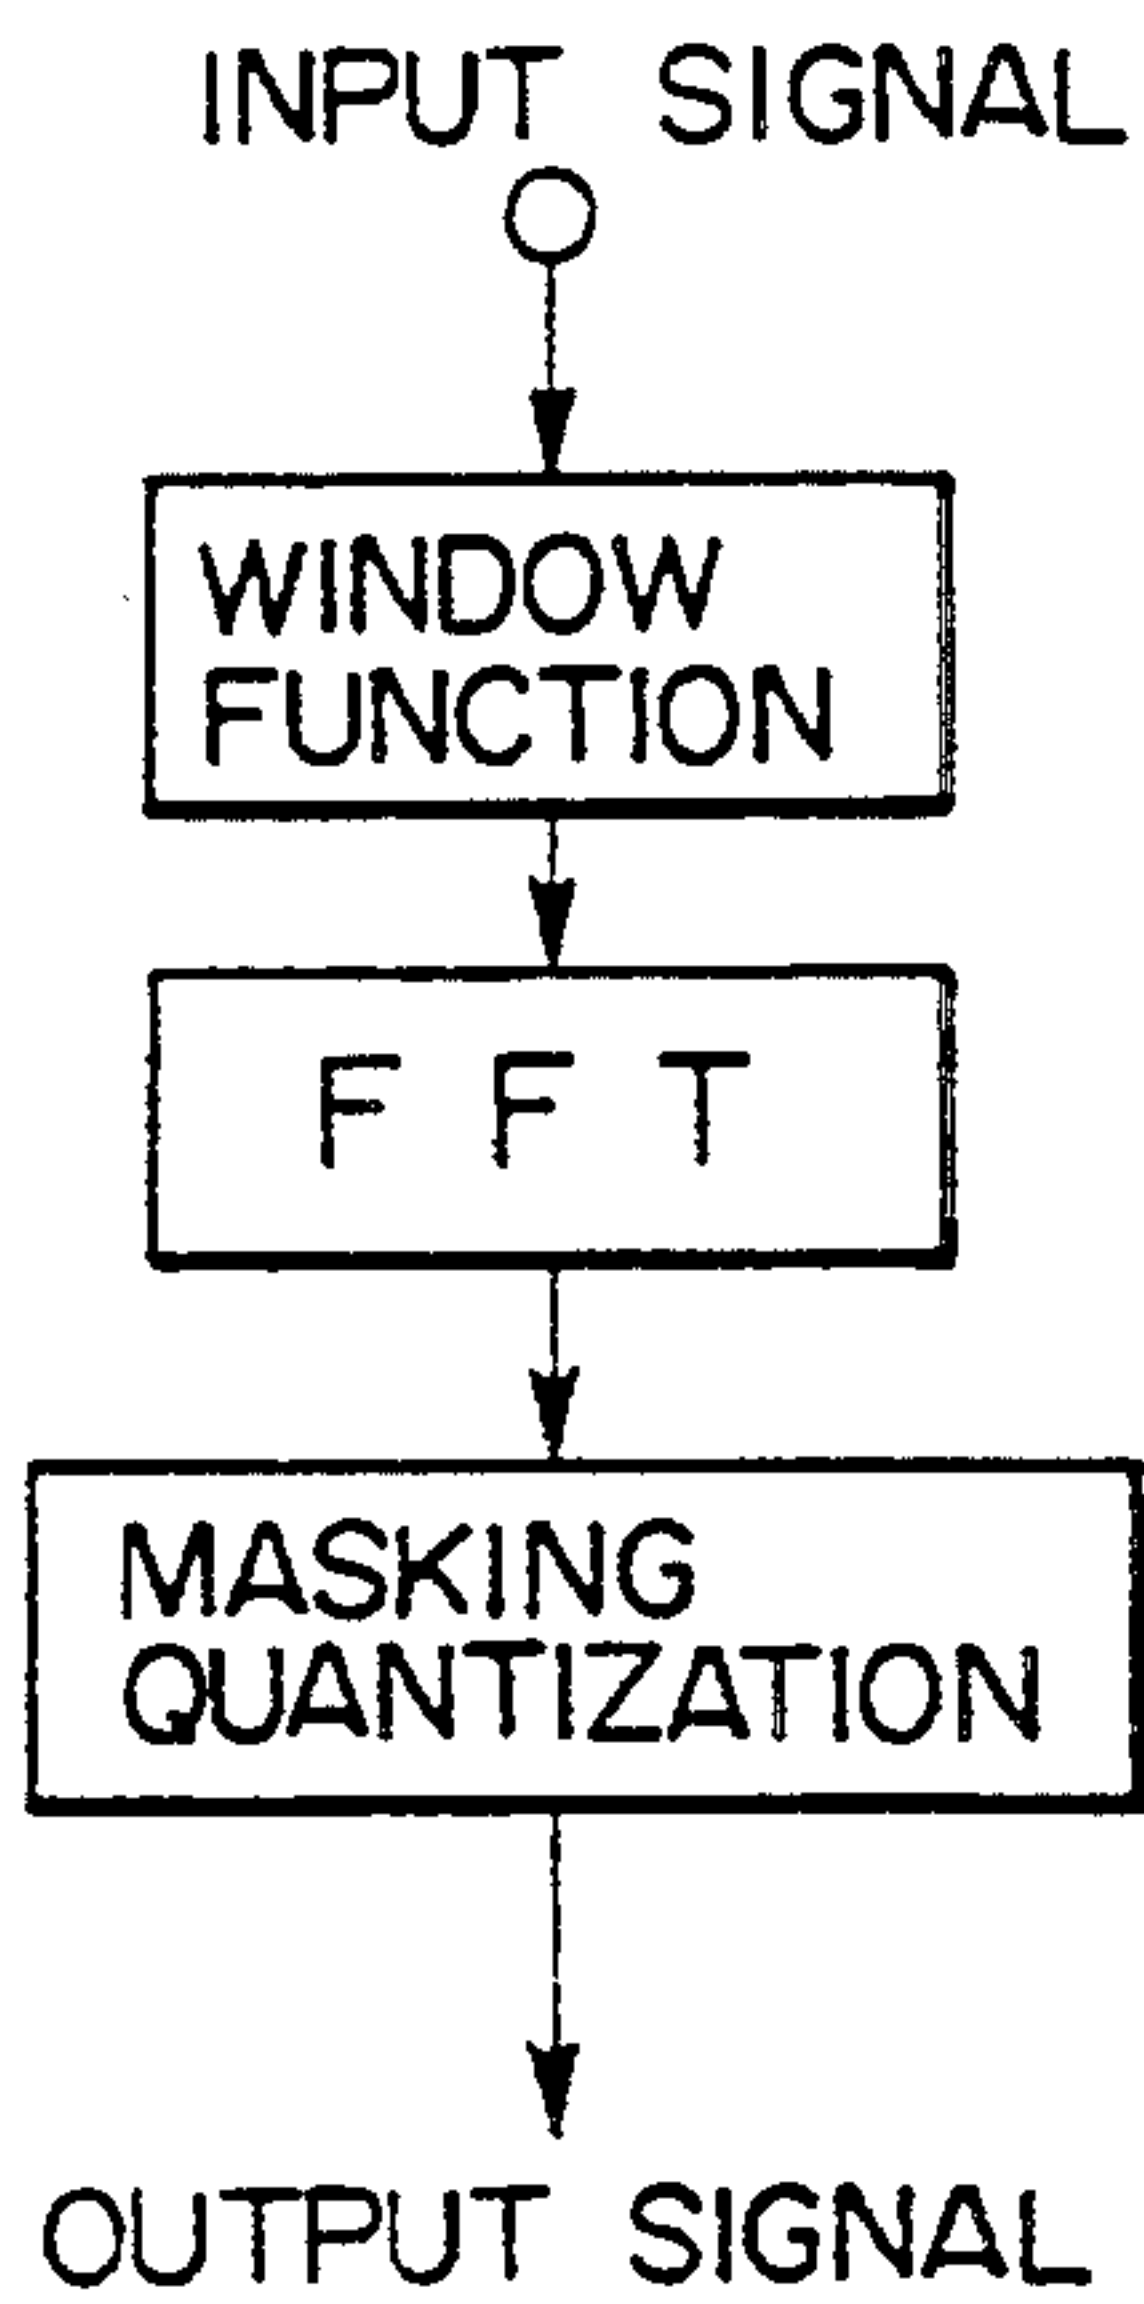 INPUT SIGNAL
WINDOW
FUNCTION
F F T
MASKING
QUANTIZATION
OUTPUT SIGNAL